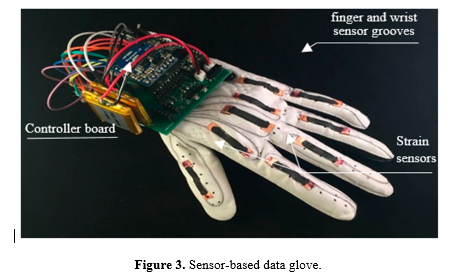 finger and wrist
sensor grooves
Controller board
Strain
sensors
Figure 3. Sensor-based data glove.